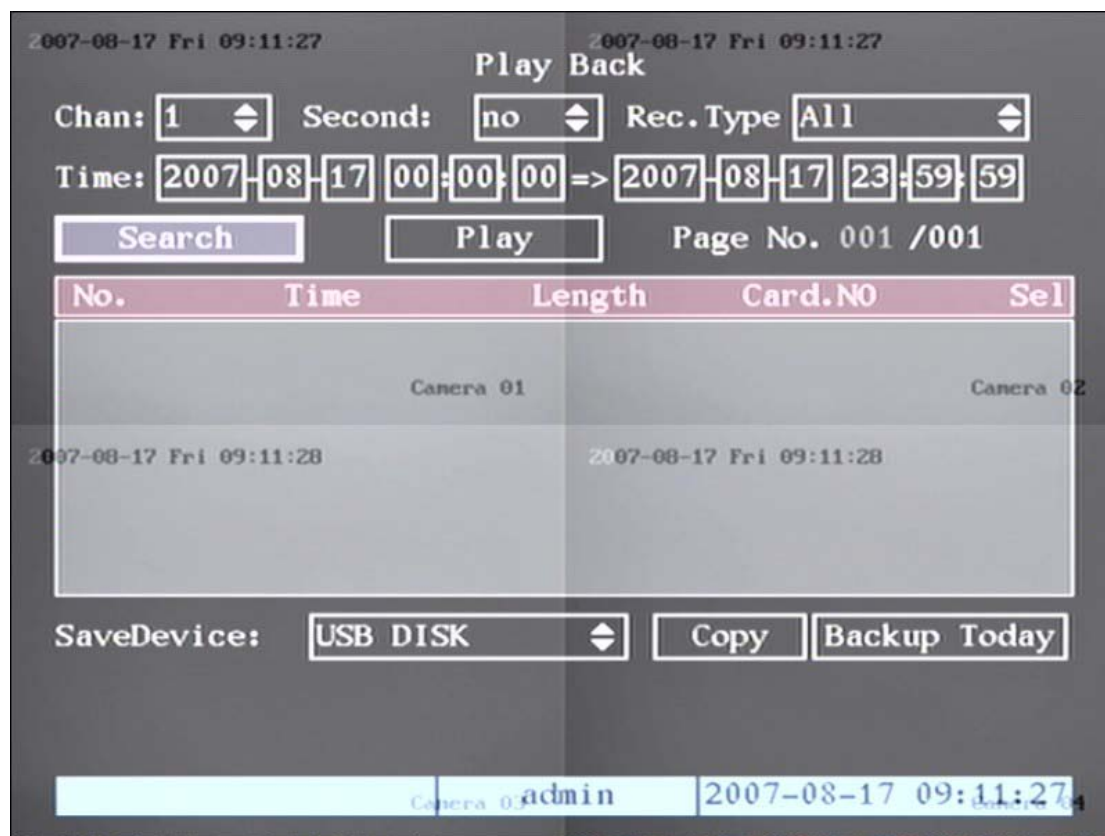 2007-08-17 Fri 09:11:27 2007-08-17 Fri 09:11:27
Play Back
Chan: 1 Second: no Rec.Type All
Time: 2007-08-17 00:00:00 => 2007-08-17 23:59:59
Search Play Page No. 001 /001
No. Time Length Card.NO Sel
Camera 01 Camera 02
2007-08-17 Fri 09:11:28 2007-08-17 Fri 09:11:28
SaveDevice: USB DISK Copy Backup Today
admin 2007-08-17 09:11:27
Camera 03 Camera 04